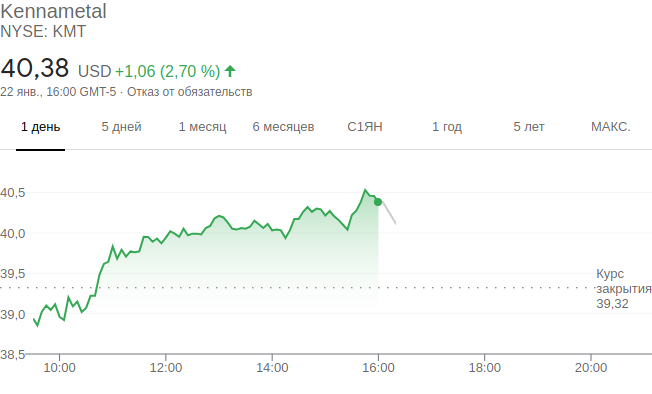 Kennametal
NYSE: KMT
40,38 USD +1,06 (2,70 %)
22 янв., 16:00 GMT-5 · Отказ от обязательств
1 день 5 дней 1 месяц 6 месяцев С1ЯН 1 год 5 лет МАКС.
40,5
40,0
39,5
Курс
закрытия
39,32
39,0
38,5
10:00 12:00 14:00 16:00 18:00 20:00